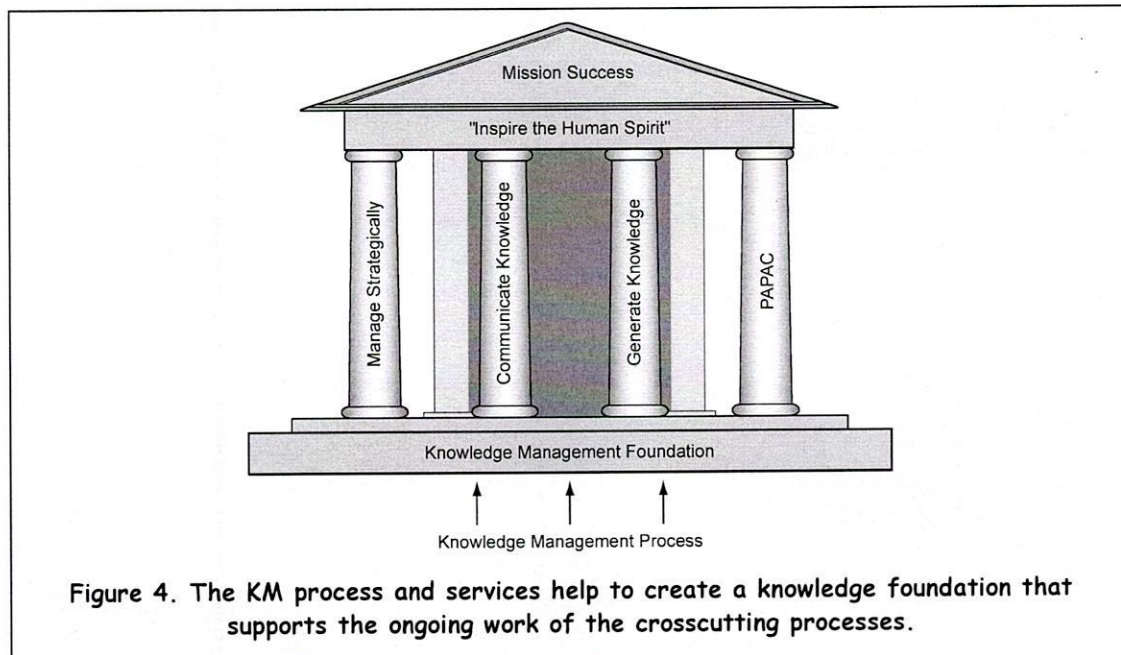 Mission Success
"Inspire the Human Spirit"
Manage Strategically
Communicate Knowledge
Generate Knowledge
PAPAC
Knowledge Management Foundation
Knowledge Management Process
Figure 4. The KM process and services help to create a knowledge foundation that
supports the ongoing work of the crosscutting processes.